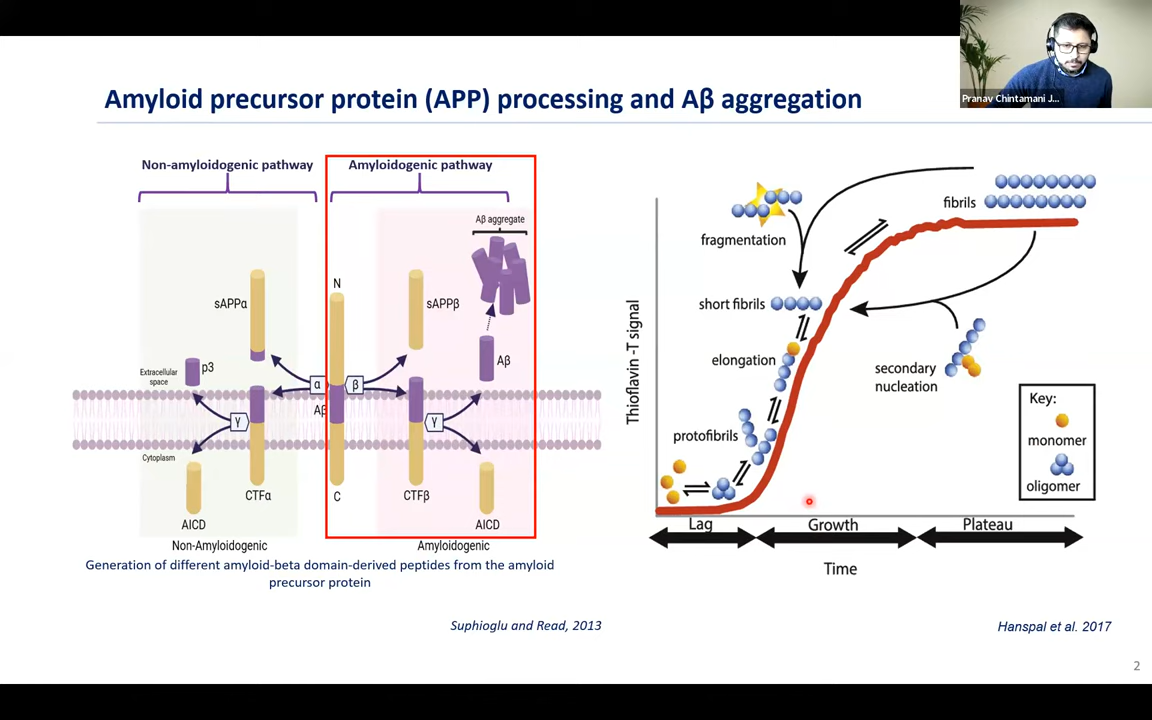 Pranav Chintamani J...
Amyloid precursor protein (APP) processing and Aβ aggregation
Non-amyloidogenic pathway
Amyloidogenic pathway
Aβ aggregate
N
sAPPα
sAPPβ
p3
Aβ
Extracellular
space
α
β
Aβ
γ
γ
Cytoplasm
CTFα
C
CTFβ
AICD
AICD
Non-Amyloidogenic
Amyloidogenic
Generation of different amyloid-beta domain-derived peptides from the amyloid
precursor protein
Suphioglu and Read, 2013
Thioflavin -T signal
fragmentation
fibrils
short fibrils
elongation
secondary
nucleation
protofibrils
Key:
monomer
oligomer
Lag
Growth
Plateau
Time
Hanspal et al. 2017
2